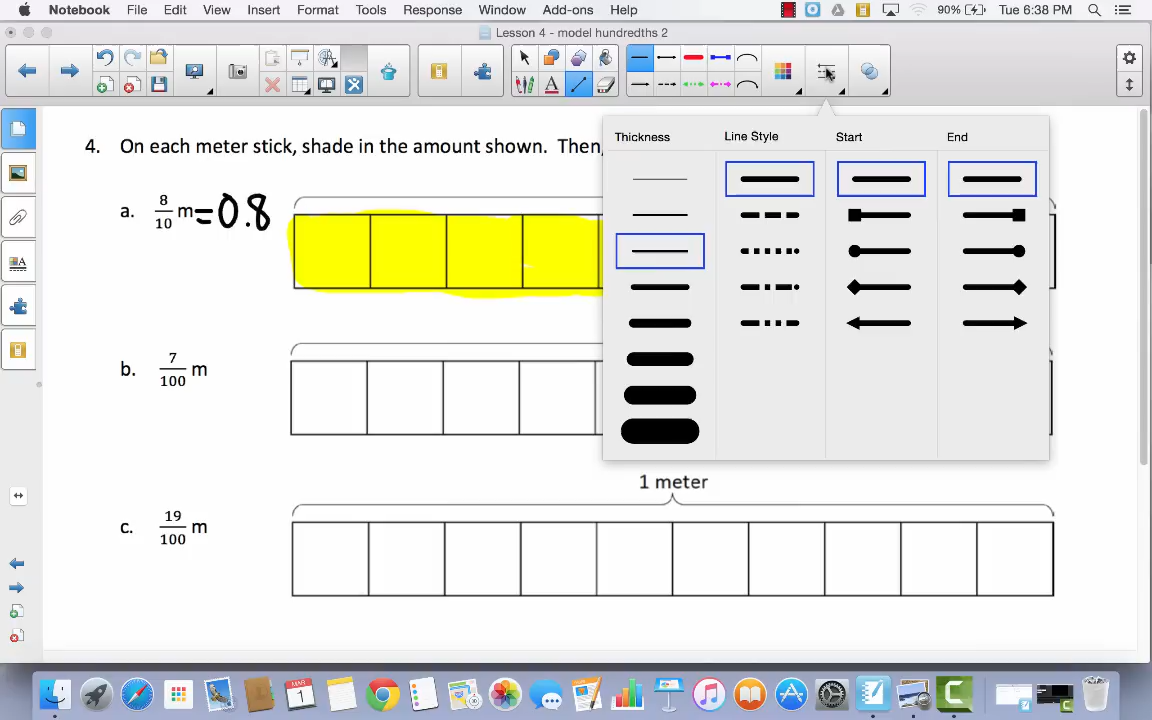 Notebook File Edit View Insert Format Tools Response Window Add-ons Help 90% Tue 6:38 PM
Lesson 4 - model hundredths 2
Thickness Line Style Start End
4. On each meter stick, shade in the amount shown. Then,
a. 8/10 m =0.8
b. 7/100 m
1 meter
c. 19/100 m